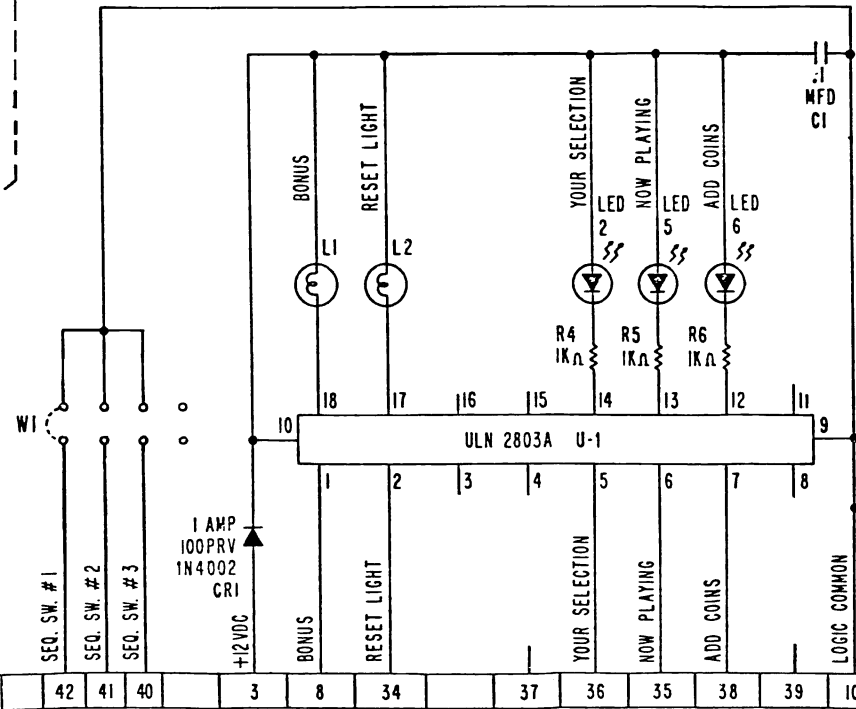 .1
MFD
C1
YOUR SELECTION
NOW PLAYING
ADD COINS
BONUS
RESET LIGHT
LED
2
LED
5
LED
6
L1
L2
R4
1KΩ
R5
1KΩ
R6
1KΩ
W1
18
17
16
15
14
13
12
11
10
ULN 2803A U-1
9
1
2
3
4
5
6
7
8
1 AMP
100PRV
1N4002
CR1
SEQ. SW. #1
SEQ. SW. #2
SEQ. SW. #3
+12VDC
BONUS
RESET LIGHT
YOUR SELECTION
NOW PLAYING
ADD COINS
LOGIC COMMON
42 41 40 3 8 34 37 36 35 38 39 10